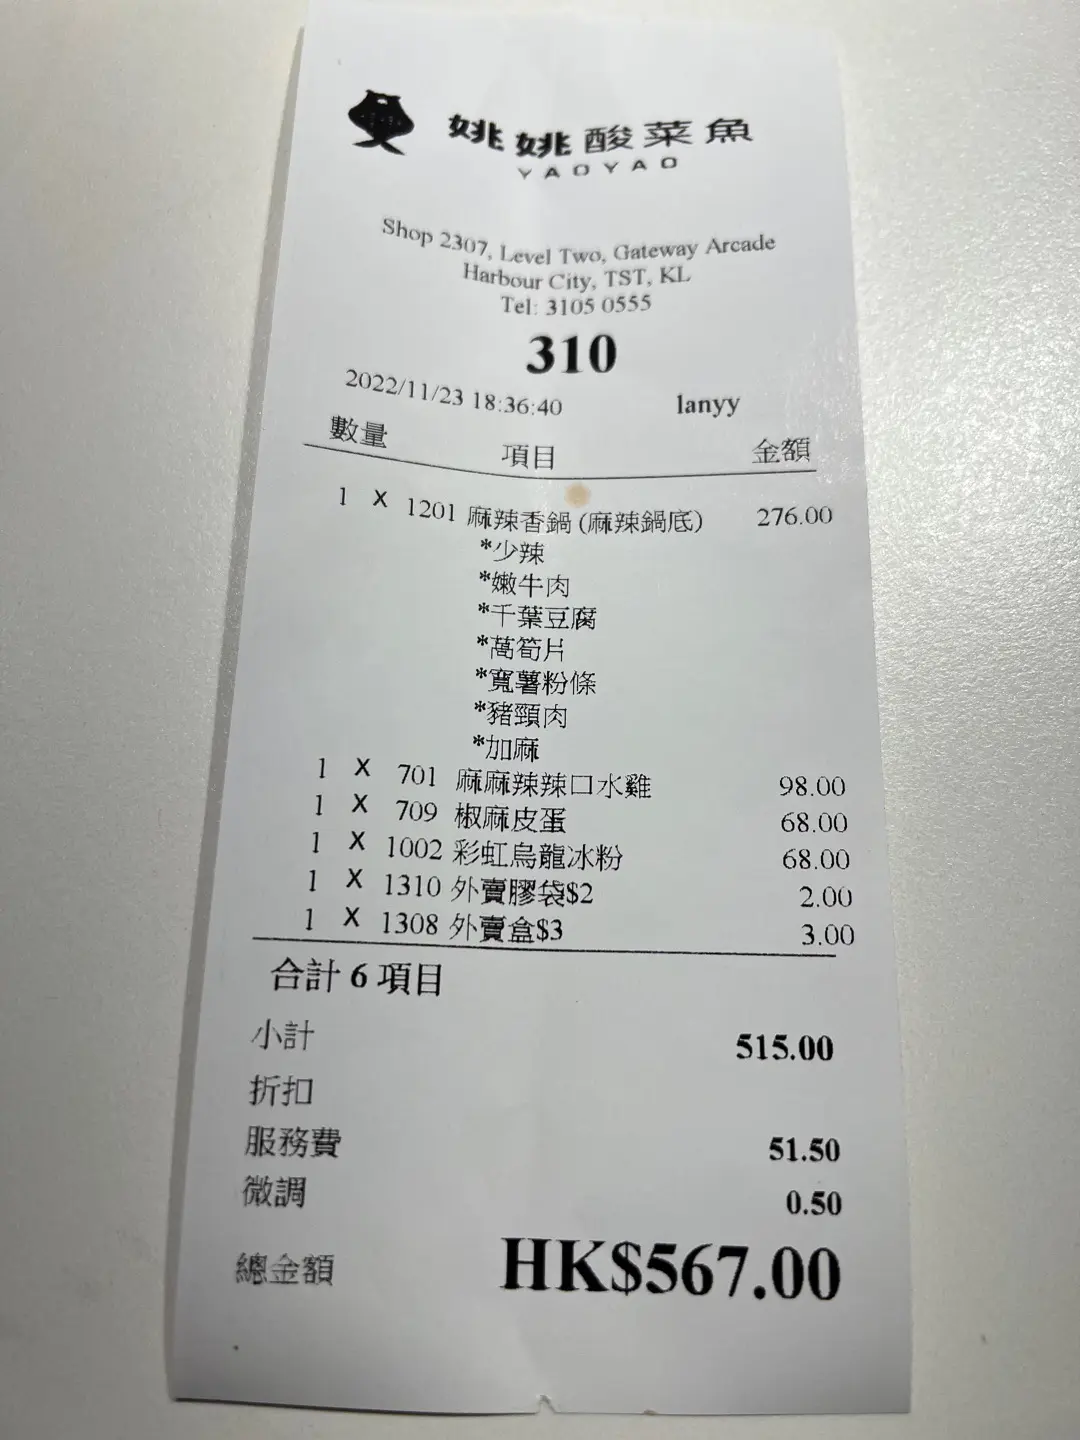 姚姚酸菜魚
YAOYAO
Shop 2307, Level Two, Gateway Arcade
Harbour City, TST, KL
Tel: 3105 0555
310
2022/11/23 18:36:40 lanyy
數量 項目 金額
1 X 1201 麻辣香鍋 (麻辣鍋底) 276.00
*少辣
*嫩牛肉
*千葉豆腐
*萵筍片
*寬薯粉條
*豬頸肉
*加麻
1 X 701 麻麻辣辣口水雞 98.00
1 X 709 椒麻皮蛋 68.00
1 X 1002 彩虹烏龍冰粉 68.00
1 X 1310 外賣膠袋$2 2.00
1 X 1308 外賣盒$3 3.00
合計 6 項目
小計 515.00
折扣
服務費 51.50
微調 0.50
總金額 HK$567.00